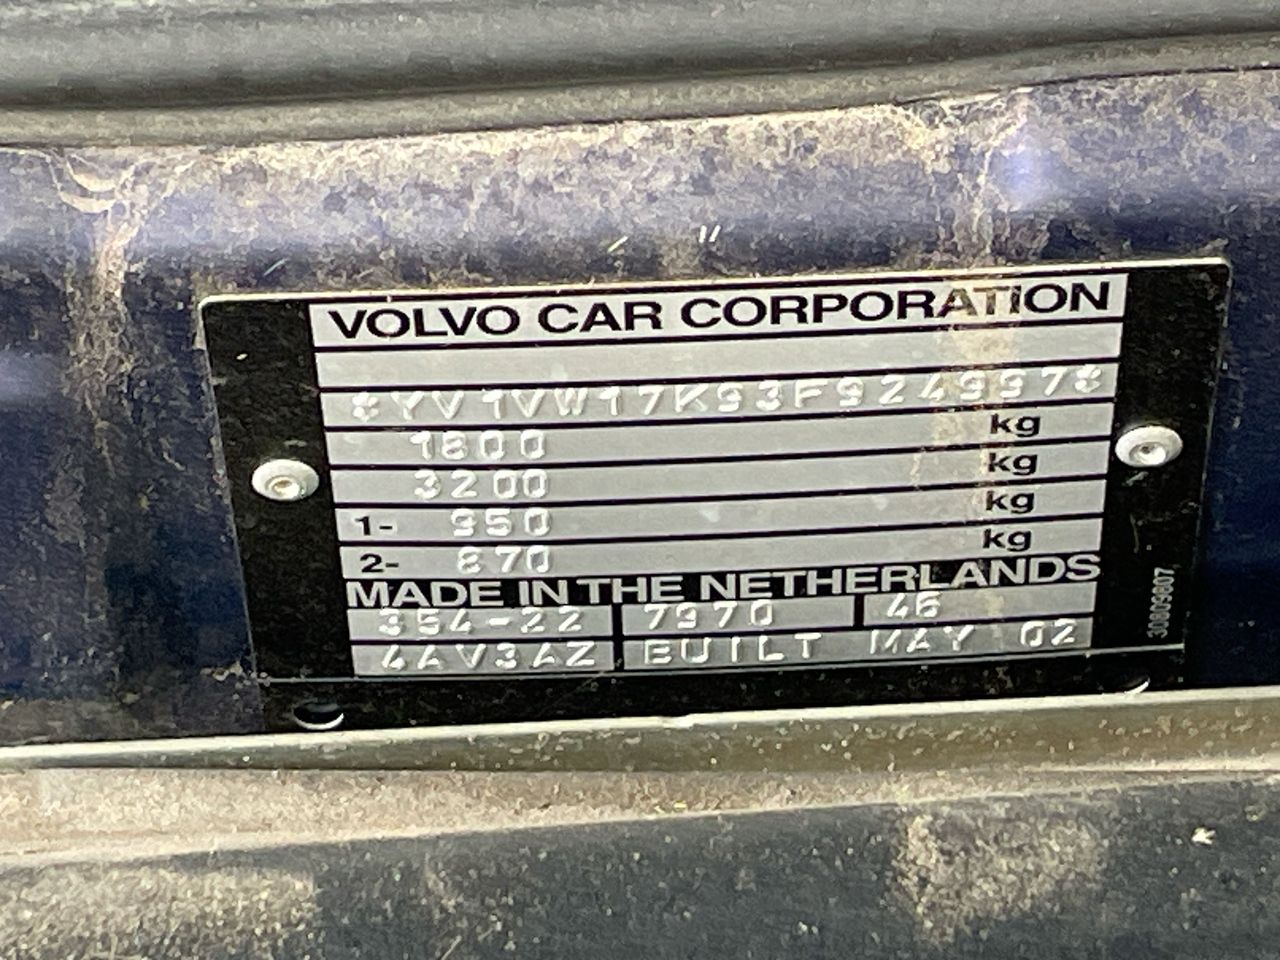 VOLVO CAR CORPORATION
*YV1VW17K93F924997*
1800 kg
3200 kg
1- 950 kg
2- 870 kg
MADE IN THE NETHERLANDS
354-22 7970 46
4AV3AZ BUILT MAY 02
30809807